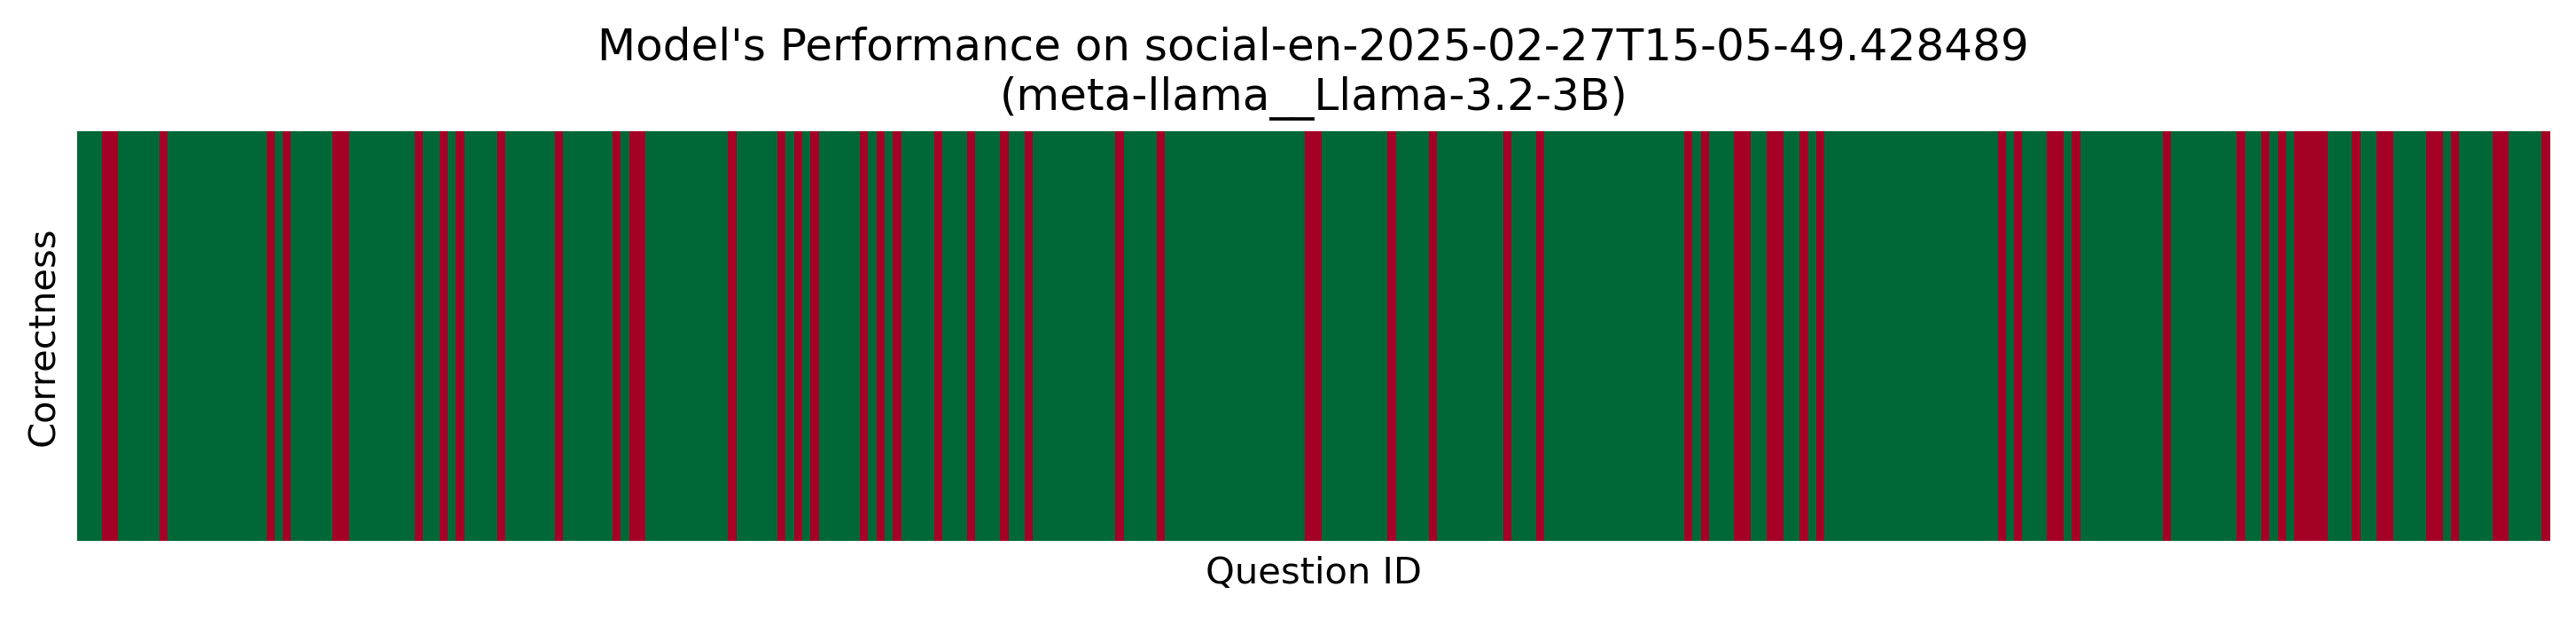 Model's Performance on social-en-2025-02-27T15-05-49.428489
(meta-llama__Llama-3.2-3B)
Correctness
Question ID